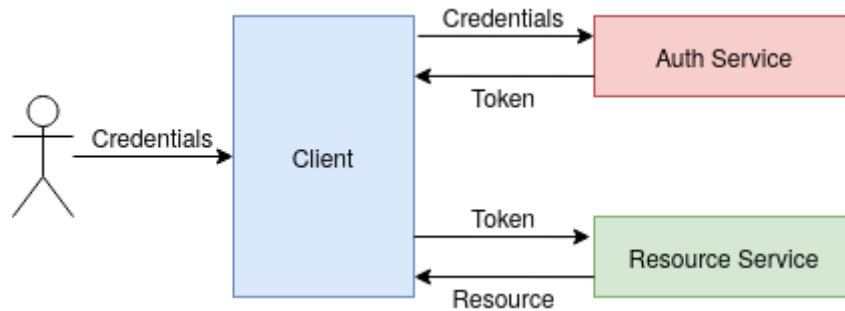 Credentials
Auth Service
Token
Credentials
Client
Token
Resource Service
Resource